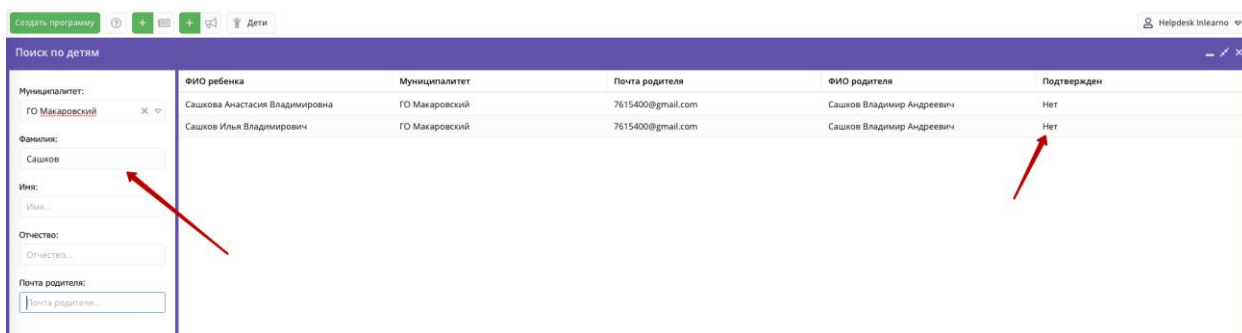 Создать программу ? + + Дети Helpdesk Inlearno
Поиск по детям
Муниципалитет:
ГО Макаровский
Фамилия:
Сашков
Имя:
Имя...
Отчество:
Отчество...
Почта родителя:
Почта родителя...
ФИО ребенка Муниципалитет Почта родителя ФИО родителя Подтвержден
Сашкова Анастасия Владимировна ГО Макаровский 7615400@gmail.com Сашков Владимир Андреевич Нет
Сашков Илья Владимирович ГО Макаровский 7615400@gmail.com Сашков Владимир Андреевич Нет